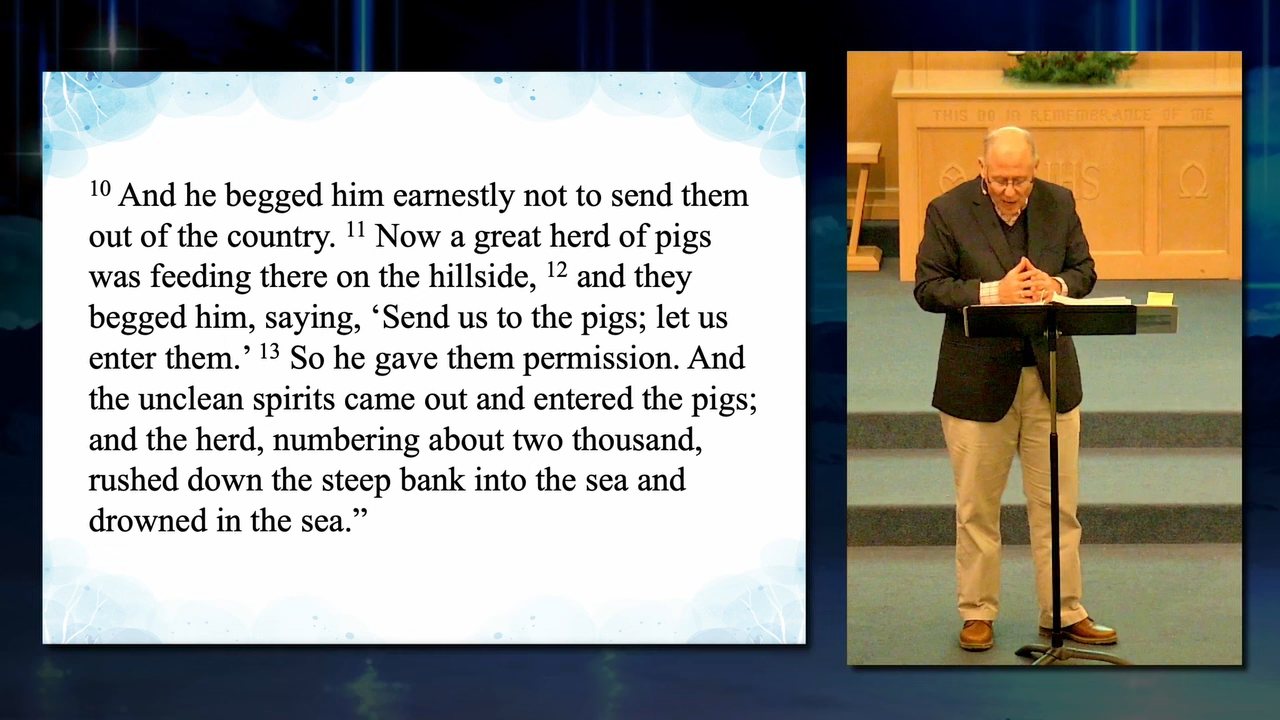 10 And he begged him earnestly not to send them
out of the country. 11 Now a great herd of pigs
was feeding there on the hillside, 12 and they
begged him, saying, ‘Send us to the pigs; let us
enter them.’ 13 So he gave them permission. And
the unclean spirits came out and entered the pigs;
and the herd, numbering about two thousand,
rushed down the steep bank into the sea and
drowned in the sea.”
THIS DO IN REMEMBRANCE OF ME
IHS
Ω